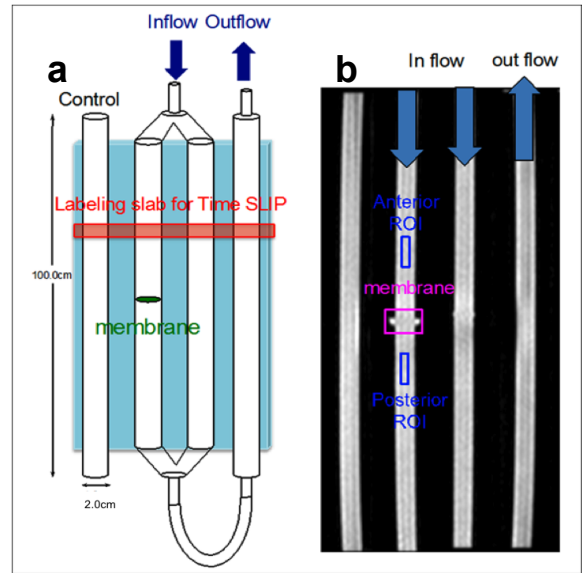 a
Inflow Outflow
Control
Labeling slab for Time SLIP
100.0cm
membrane
2.0cm
b
In flow
out flow
Anterior
ROI
membrane
Posterior
ROI